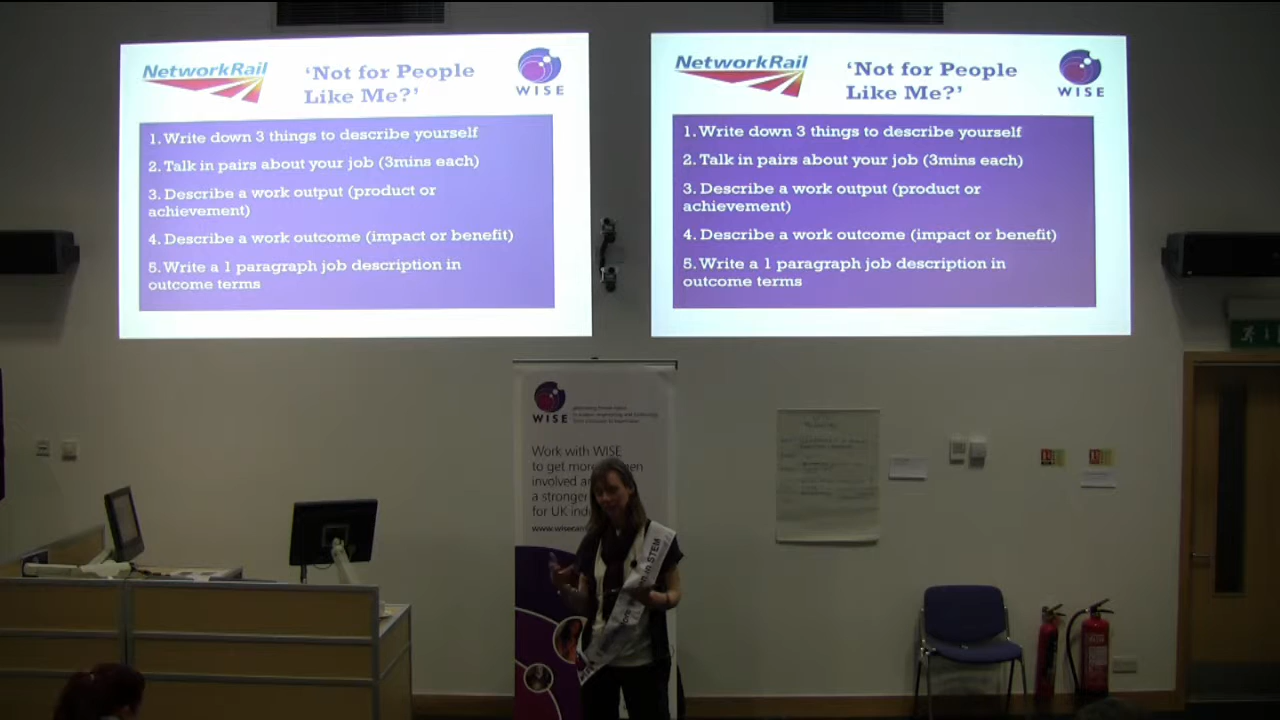 NetworkRail
‘Not for People
Like Me?’
WISE
1. Write down 3 things to describe yourself
2. Talk in pairs about your job (3mins each)
3. Describe a work output (product or
achievement)
4. Describe a work outcome (impact or benefit)
5. Write a 1 paragraph job description in
outcome terms
NetworkRail
‘Not for People
Like Me?’
WISE
1. Write down 3 things to describe yourself
2. Talk in pairs about your job (3mins each)
3. Describe a work output (product or
achievement)
4. Describe a work outcome (impact or benefit)
5. Write a 1 paragraph job description in
outcome terms
WISE
Work with WISE
to get more
involved
a stronger
for UK
in STEM